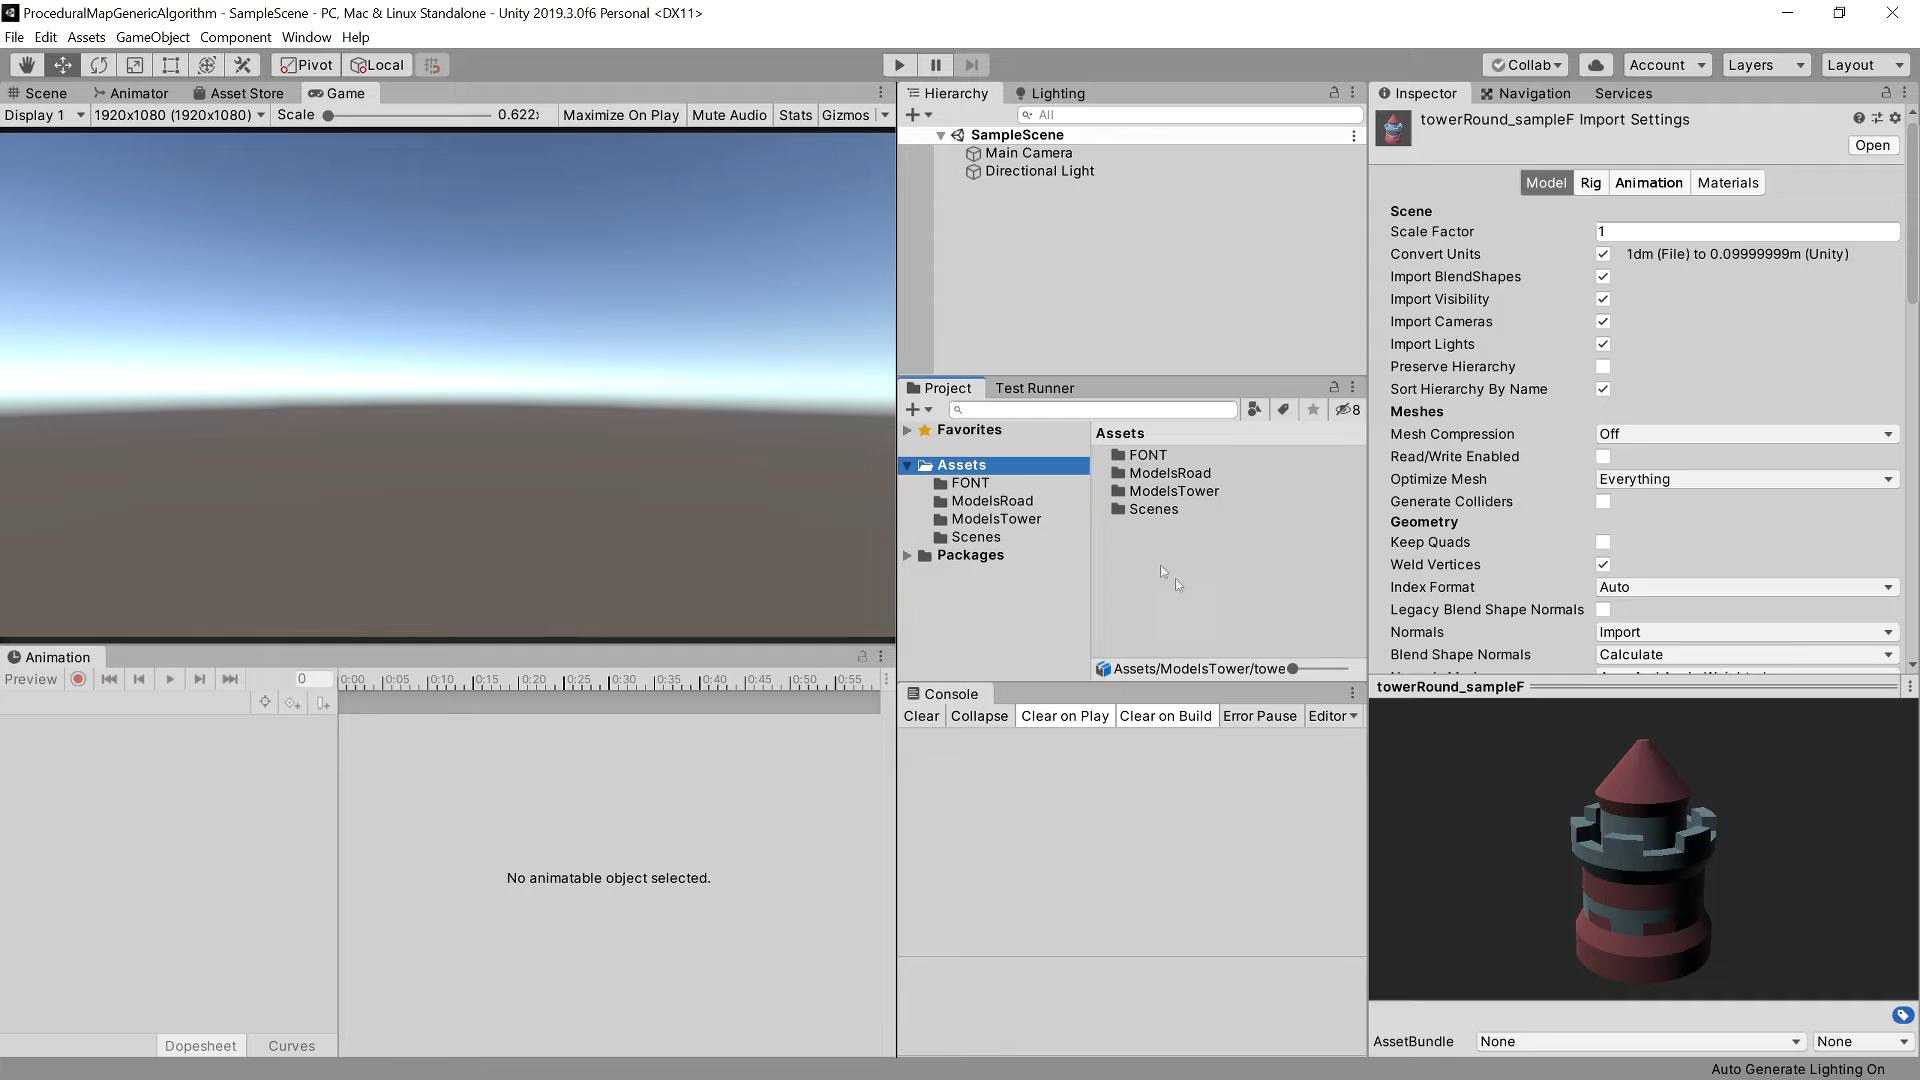 ProceduralMapGenericAlgorithm - SampleScene - PC, Mac & Linux Standalone - Unity 2019.3.0f6 Personal <DX11>
File Edit Assets GameObject Component Window Help
Pivot Local Collab Account Layers Layout
Scene Animator Asset Store Game
Display 1 1920x1080 (1920x1080) Scale 0.622 Maximize On Play Mute Audio Stats Gizmos
Hierarchy Lighting
All
SampleScene
Main Camera
Directional Light
Project Test Runner
8
Favorites
Assets
FONT
ModelsRoad
ModelsTower
Scenes
Packages
Assets
FONT
ModelsRoad
ModelsTower
Scenes
Assets/ModelsTower/towe
Animation
Preview 0 0:00 0:05 0:10 0:15 0:20 0:25 0:30 0:35 0:40 0:45 0:50 0:55
No animatable object selected.
Dopesheet Curves
Console
Clear Collapse Clear on Play Clear on Build Error Pause Editor
Inspector Navigation Services
towerRound_sampleF Import Settings
Open
Model Rig Animation Materials
Scene
Scale Factor 1
Convert Units 1dm (File) to 0.09999999m (Unity)
Import BlendShapes
Import Visibility
Import Cameras
Import Lights
Preserve Hierarchy
Sort Hierarchy By Name
Meshes
Mesh Compression Off
Read/Write Enabled
Optimize Mesh Everything
Generate Colliders
Geometry
Keep Quads
Weld Vertices
Index Format Auto
Legacy Blend Shape Normals
Normals Import
Blend Shape Normals Calculate
towerRound_sampleF
AssetBundle None None
Auto Generate Lighting On